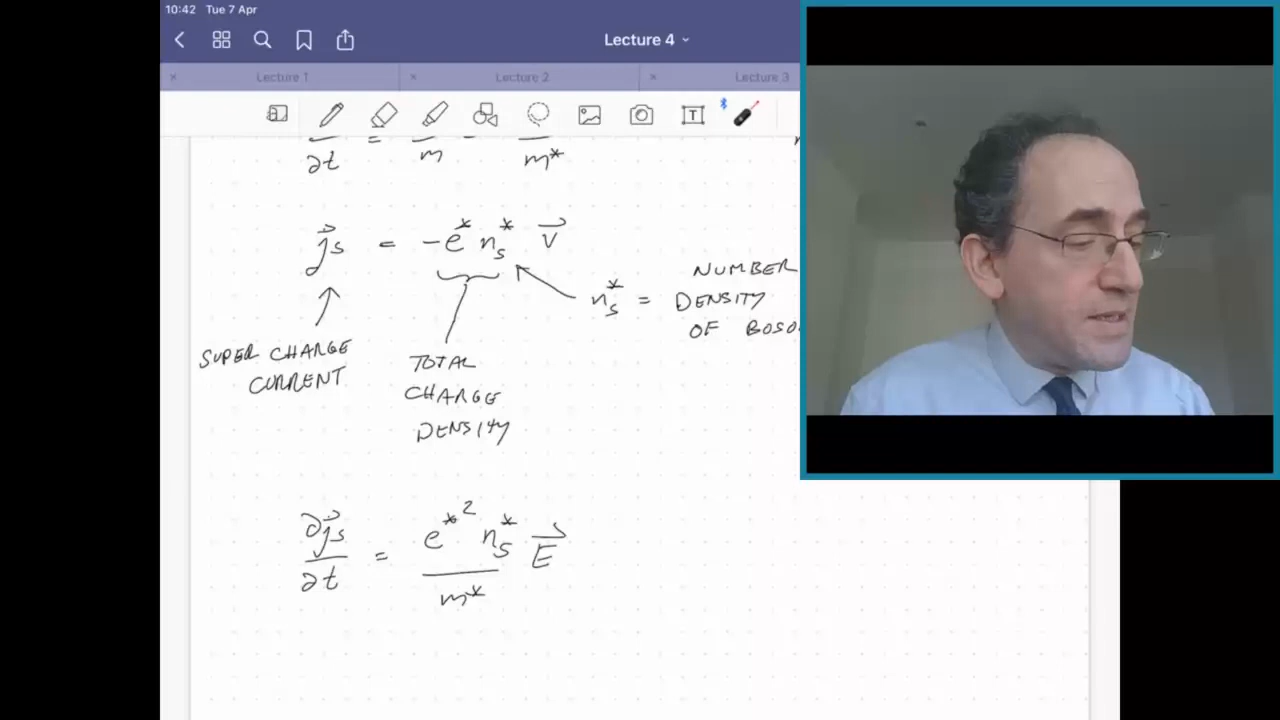 10:42 Tue 7 Apr
Lecture 4
Lecture 1 Lecture 2 Lecture 3
∂t = m m*
j⃗s = -e* ns* v⃗
ns* = NUMBER
DENSITY
OF BOSO
SUPER CHARGE
CURRENT
TOTAL
CHARGE
DENSITY
∂j⃗s/∂t = e*² ns*/m* E⃗